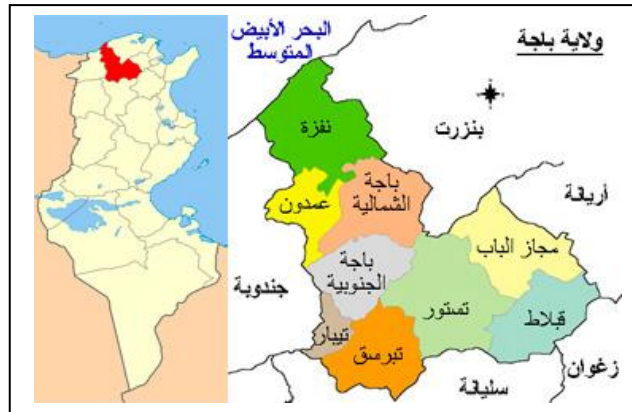 ولاية باجة
البحر الأبيض
المتوسط
نفزة
بنزرت
باجة
الشمالية
عمدون
أريانة
مجاز الباب
باجة
الجنوبية
جندوبة
تستور
قبلاط
تيبار
تبرسق
زغوان
سليانة